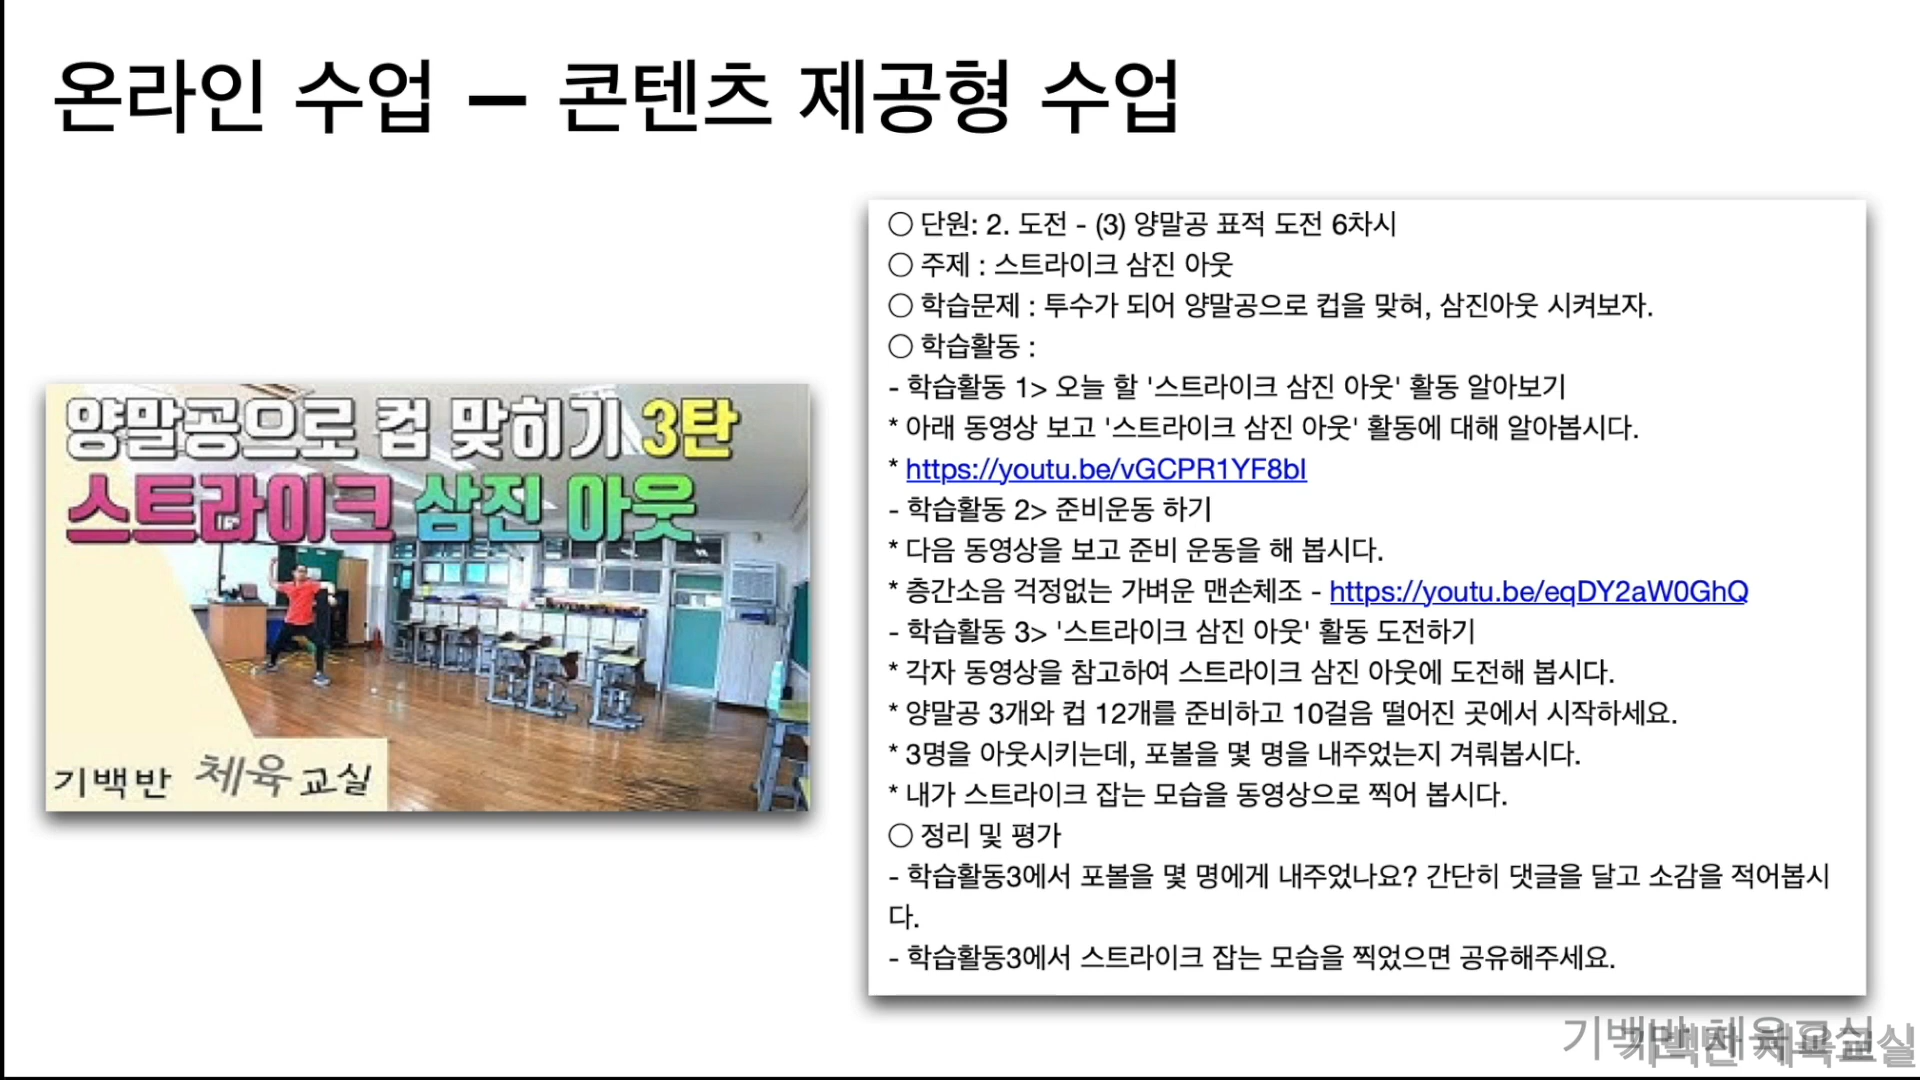 온라인 수업 – 콘텐츠 제공형 수업
양말공으로 컵 맞히기 3탄
스트라이크 삼진 아웃
기백반 체육교실
○ 단원: 2. 도전 - (3) 양말공 표적 도전 6차시
○ 주제 : 스트라이크 삼진 아웃
○ 학습문제 : 투수가 되어 양말공으로 컵을 맞혀, 삼진아웃 시켜보자.
○ 학습활동 :
- 학습활동 1> 오늘 할 '스트라이크 삼진 아웃' 활동 알아보기
* 아래 동영상 보고 '스트라이크 삼진 아웃' 활동에 대해 알아봅시다.
* https://youtu.be/vGCPR1YF8bI
- 학습활동 2> 준비운동 하기
* 다음 동영상을 보고 준비 운동을 해 봅시다.
* 층간소음 걱정없는 가벼운 맨손체조 - https://youtu.be/eqDY2aW0GhQ
- 학습활동 3> '스트라이크 삼진 아웃' 활동 도전하기
* 각자 동영상을 참고하여 스트라이크 삼진 아웃에 도전해 봅시다.
* 양말공 3개와 컵 12개를 준비하고 10걸음 떨어진 곳에서 시작하세요.
* 3명을 아웃시키는데, 포볼을 몇 명을 내주었는지 겨뤄봅시다.
* 내가 스트라이크 잡는 모습을 동영상으로 찍어 봅시다.
○ 정리 및 평가
- 학습활동3에서 포볼을 몇 명에게 내주었나요? 간단히 댓글을 달고 소감을 적어봅시
다.
- 학습활동3에서 스트라이크 잡는 모습을 찍었으면 공유해주세요.
기백반 체육교실
기백반 체육교실